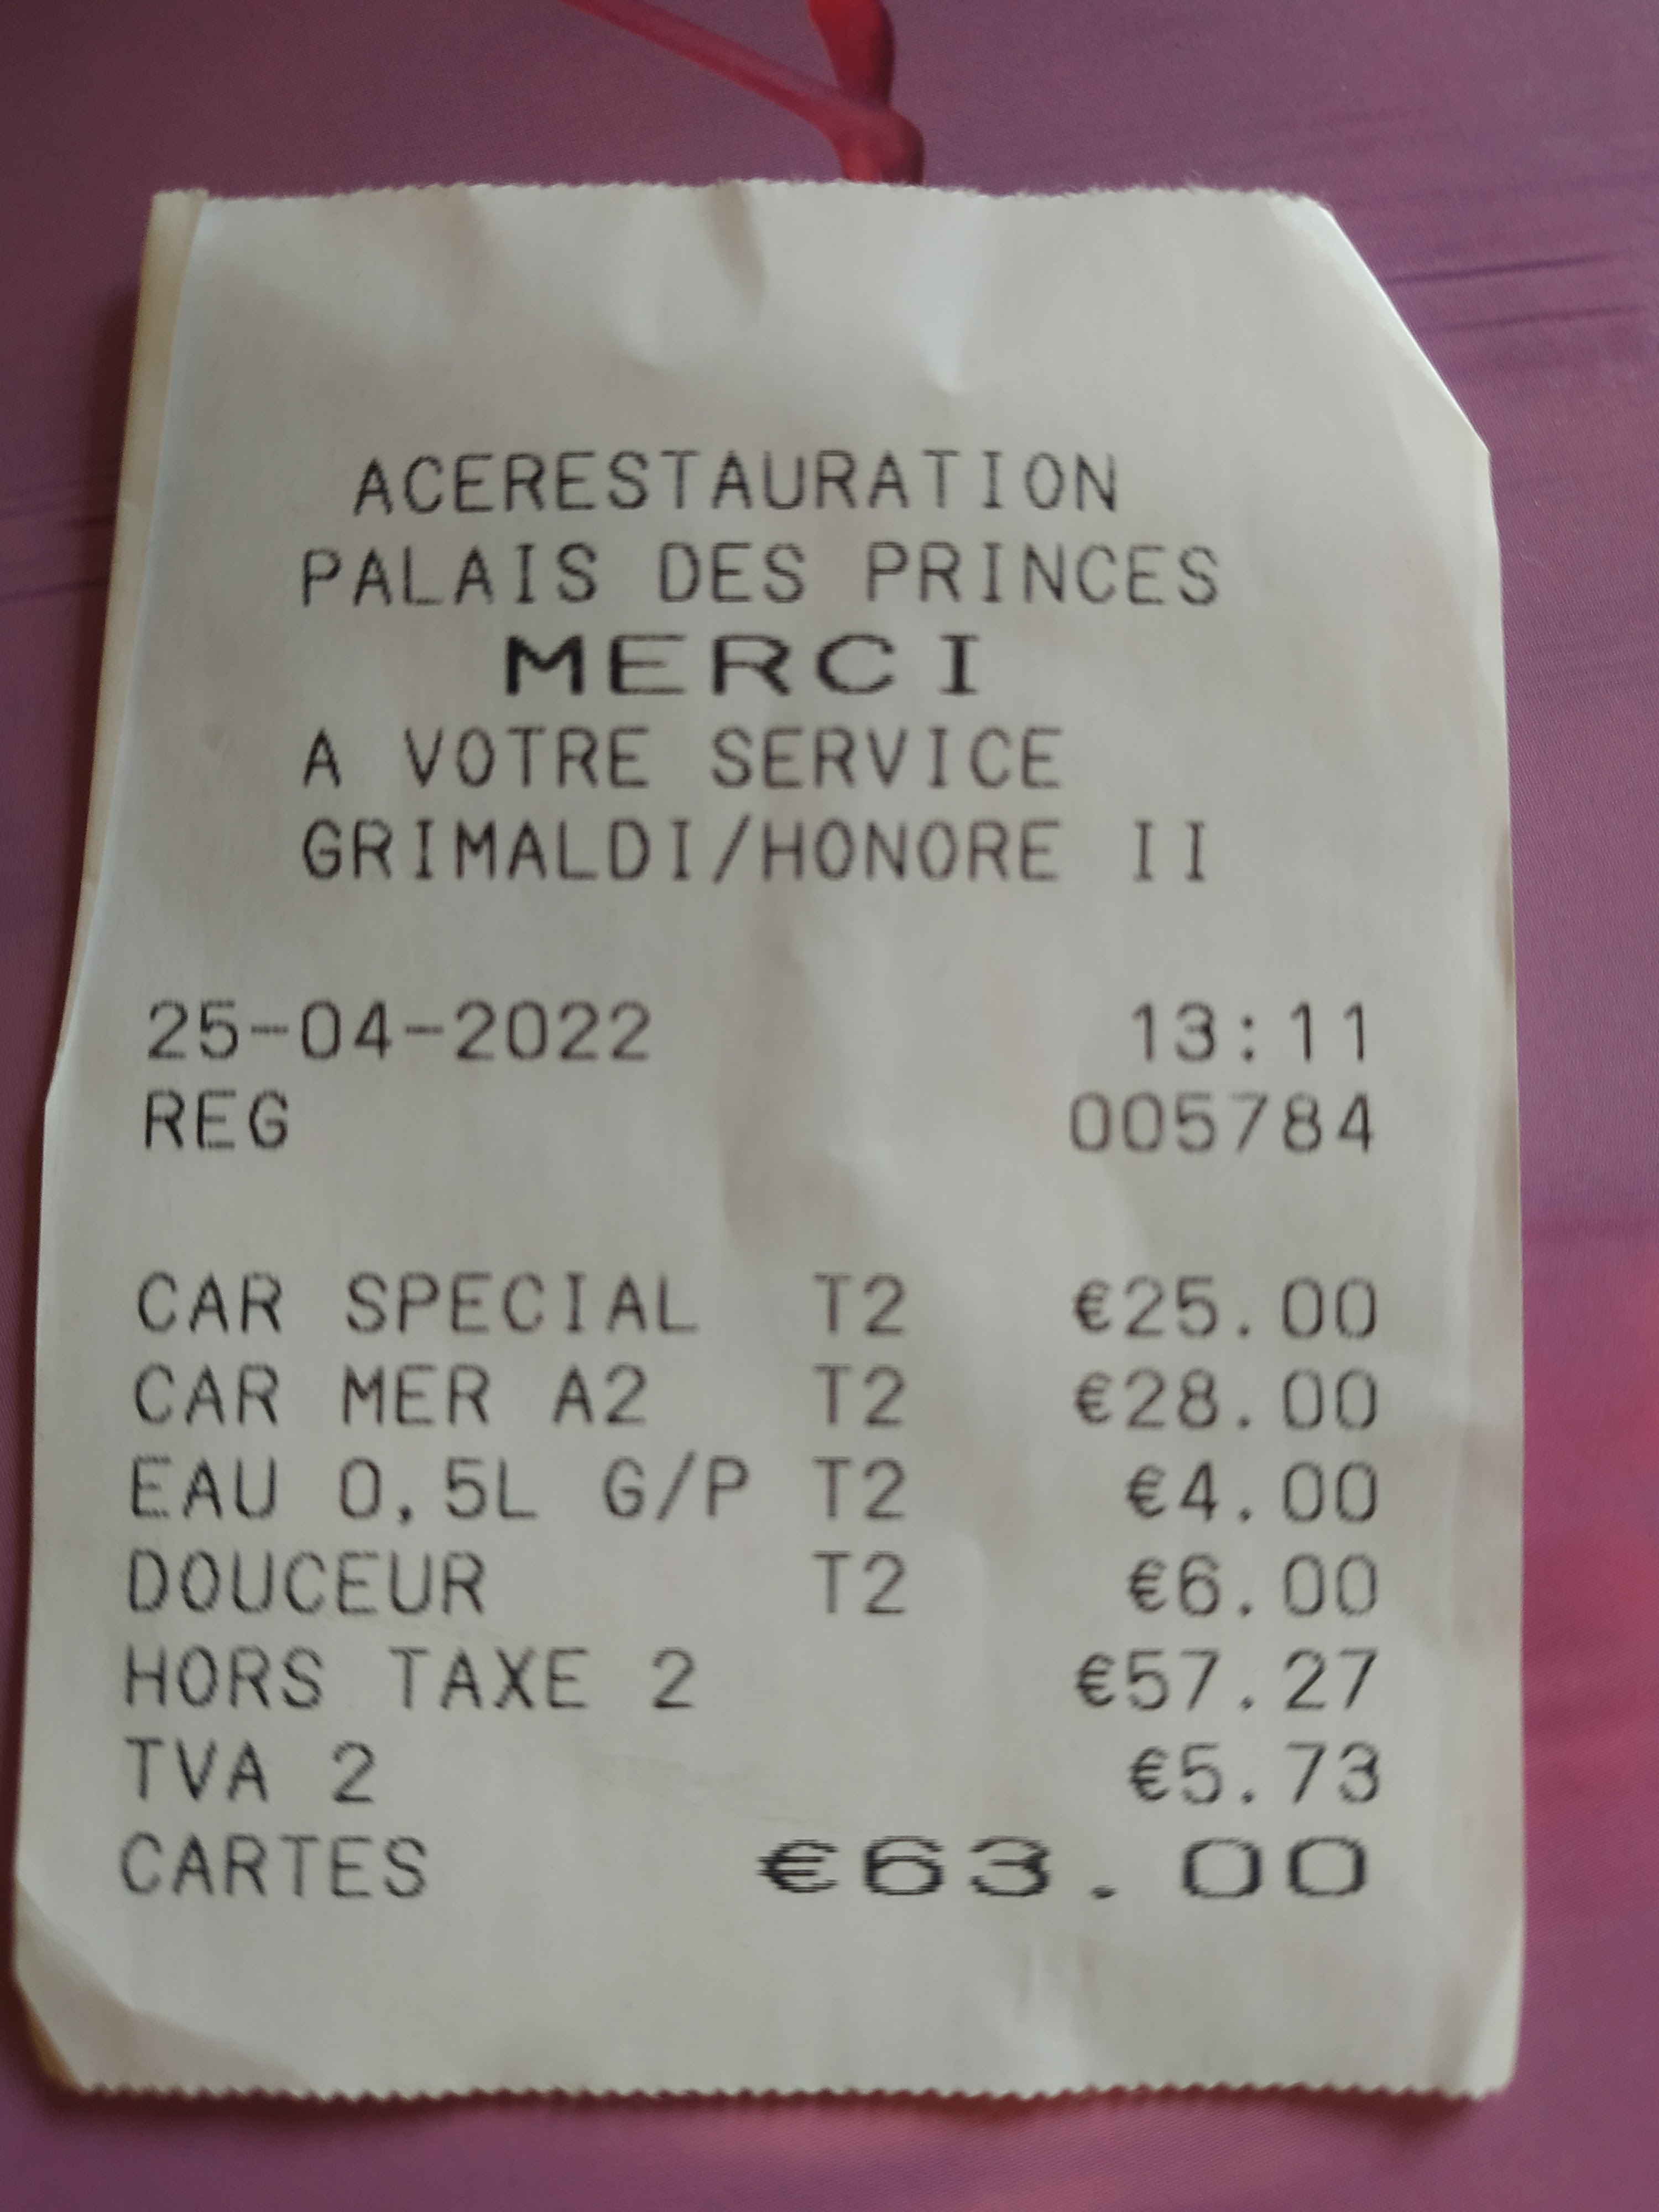 ACERESTAURATION
PALAIS DES PRINCES
MERCI
A VOTRE SERVICE
GRIMALDI/HONORE II
25-04-2022 13:11
REG 005784
CAR SPECIAL T2 €25.00
CAR MER A2 T2 €28.00
EAU 0,5L G/P T2 €4.00
DOUCEUR T2 €6.00
HORS TAXE 2 €57.27
TVA 2 €5.73
CARTES €63.00